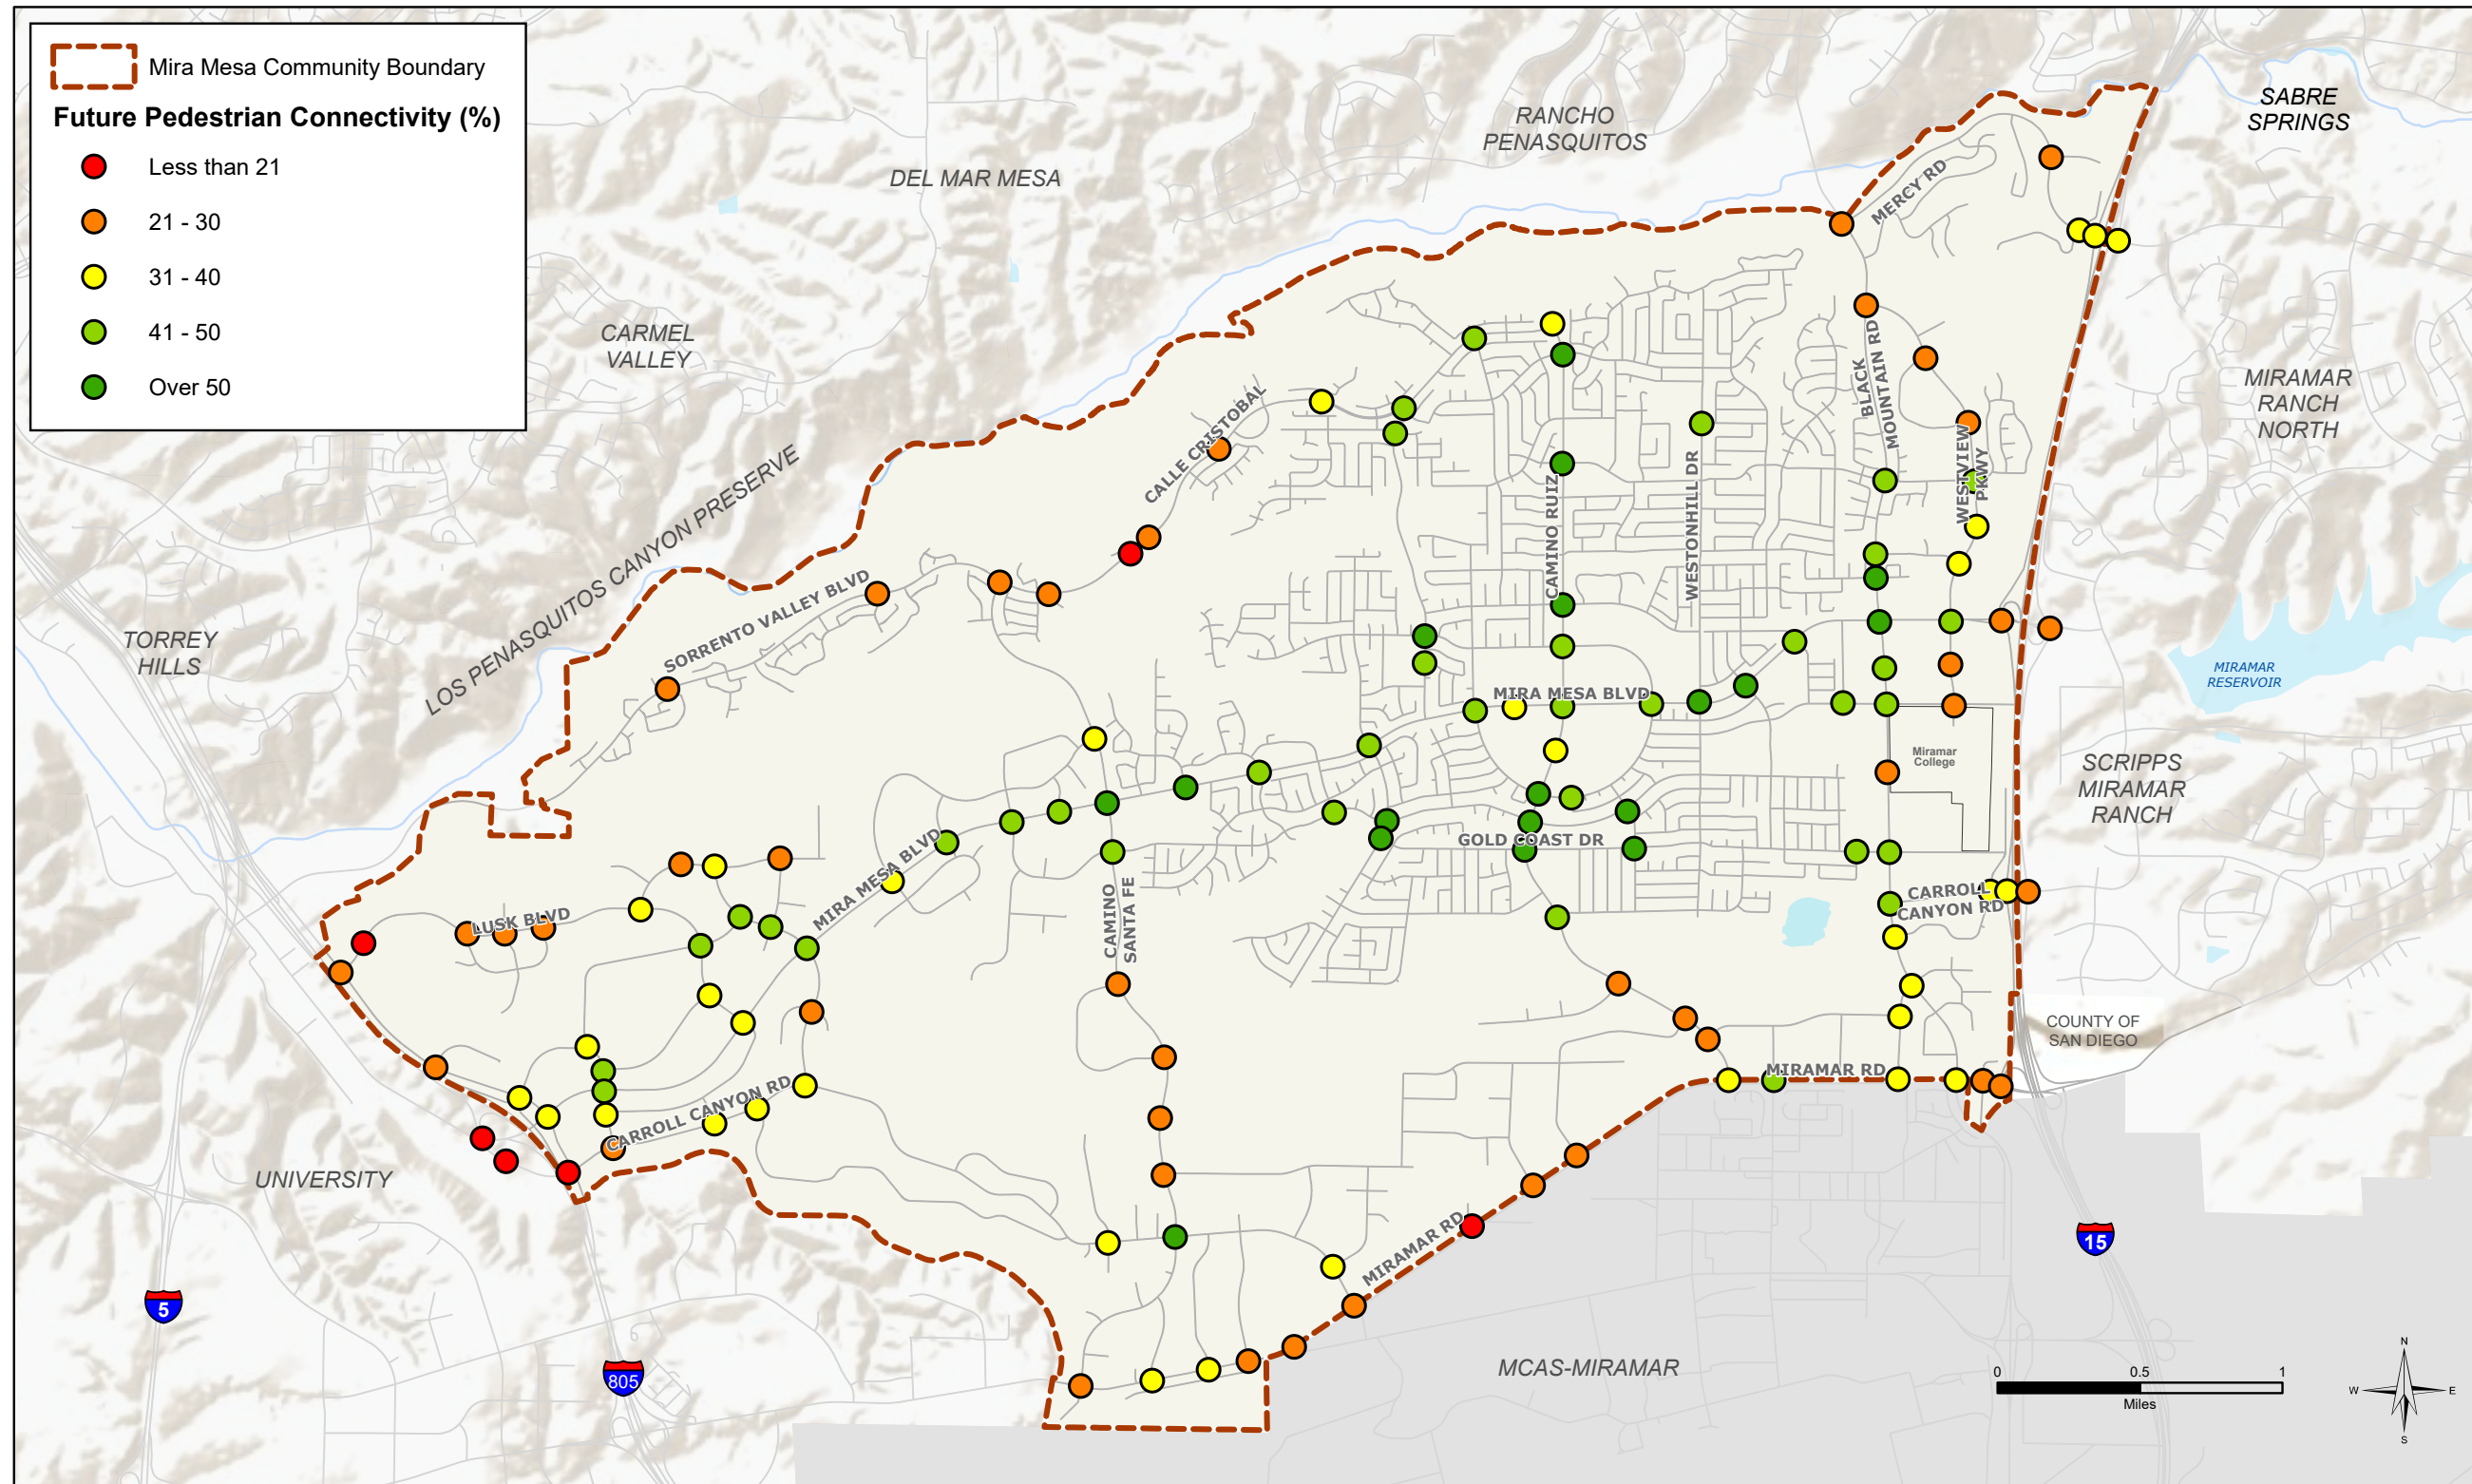 Mira Mesa Community Boundary
Future Pedestrian Connectivity (%)
Less than 21
21 - 30
31 - 40
41 - 50
Over 50
SABRE
SPRINGS
RANCHO
PENASQUITOS
DEL MAR MESA
MERCY RD
CARMEL
VALLEY
BLACK
MOUNTAIN RD
MIRAMAR
RANCH
NORTH
CALLE CRISTOBAL
WESTVIEW
PKWY
LOS PENASQUITOS CANYON PRESERVE
CAMINO RUIZ
WESTONHILL DR
SORRENTO VALLEY BLVD
TORREY
HILLS
MIRAMAR
RESERVOIR
MIRA MESA BLVD
Miramar
College
SCRIPPS
MIRAMAR
RANCH
GOLD COAST DR
MIRA MESA BLVD
CAMINO
SANTA FE
CARROLL
CANYON RD
LUSK BLVD
COUNTY OF
SAN DIEGO
MIRAMAR RD
CARROLL CANYON RD
UNIVERSITY
MIRAMAR RD
15
5
805
MCAS-MIRAMAR
0 0.5 1
Miles
N
W E
S